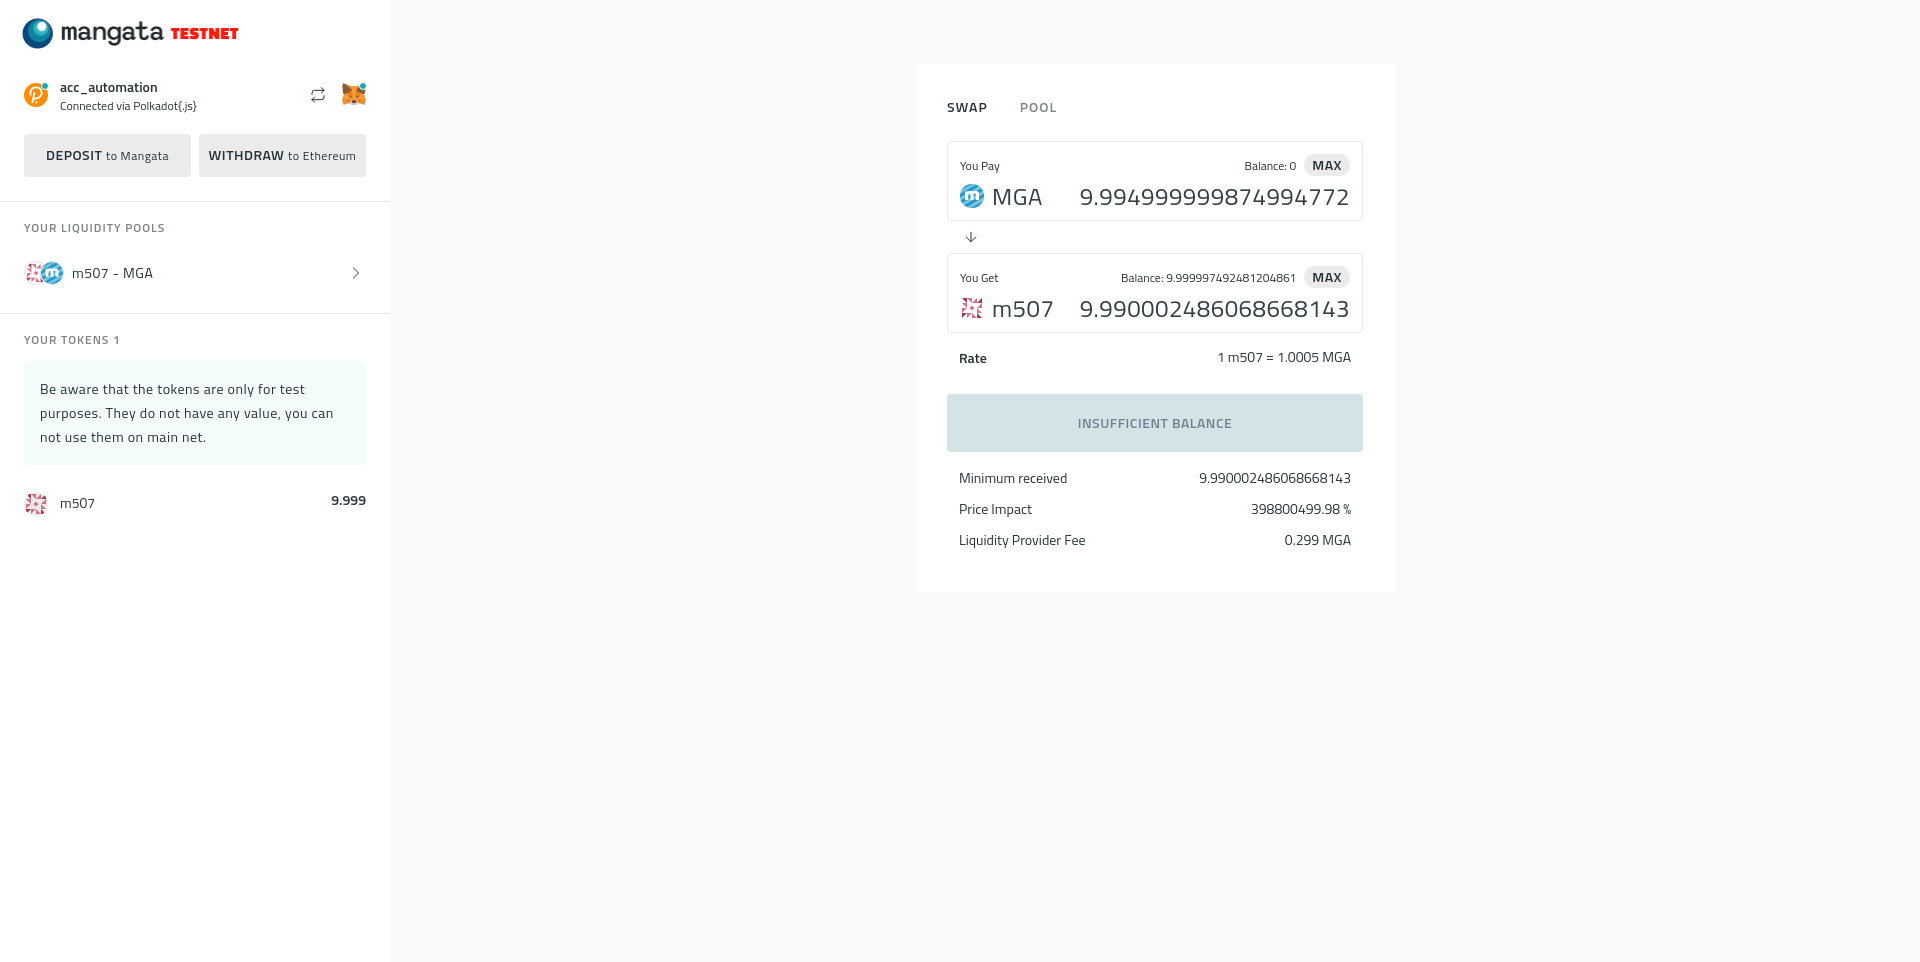 mangata TESTNET
acc_automation
Connected via Polkadot{.js}
DEPOSIT to Mangata
WITHDRAW to Ethereum
YOUR LIQUIDITY POOLS
m507 - MGA
YOUR TOKENS 1
Be aware that the tokens are only for test
purposes. They do not have any value, you can
not use them on main net.
m507
9.999
SWAP
POOL
You Pay
Balance: 0
MAX
MGA
9.994999999874994772
You Get
Balance: 9.999997492481204861
MAX
m507
9.990002486068668143
Rate
1 m507 = 1.0005 MGA
INSUFFICIENT BALANCE
Minimum received
9.990002486068668143
Price Impact
398800499.98 %
Liquidity Provider Fee
0.299 MGA